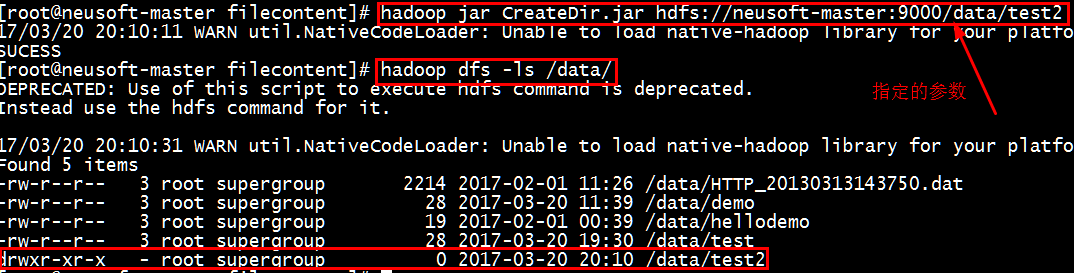 [root@neusoft-master filecontent]# hadoop jar CreateDir.jar hdfs://neusoft-master:9000/data/test2
17/03/20 20:10:11 WARN util.NativeCodeLoader: Unable to load native-hadoop library for your platfo
SUCESS
[root@neusoft-master filecontent]# hadoop dfs -ls /data/
DEPRECATED: Use of this script to execute hdfs command is deprecated.
指定的参数
Instead use the hdfs command for it.
17/03/20 20:10:31 WARN util.NativeCodeLoader: Unable to load native-hadoop library for your platfo
Found 5 items
-rw-r--r-- 3 root supergroup 2214 2017-02-01 11:26 /data/HTTP_20130313143750.dat
-rw-r--r-- 3 root supergroup 28 2017-03-20 11:39 /data/demo
-rw-r--r-- 3 root supergroup 19 2017-02-01 00:39 /data/hellodemo
-rw-r--r-- 3 root supergroup 28 2017-03-20 19:30 /data/test
drwxr-xr-x - root supergroup 0 2017-03-20 20:10 /data/test2